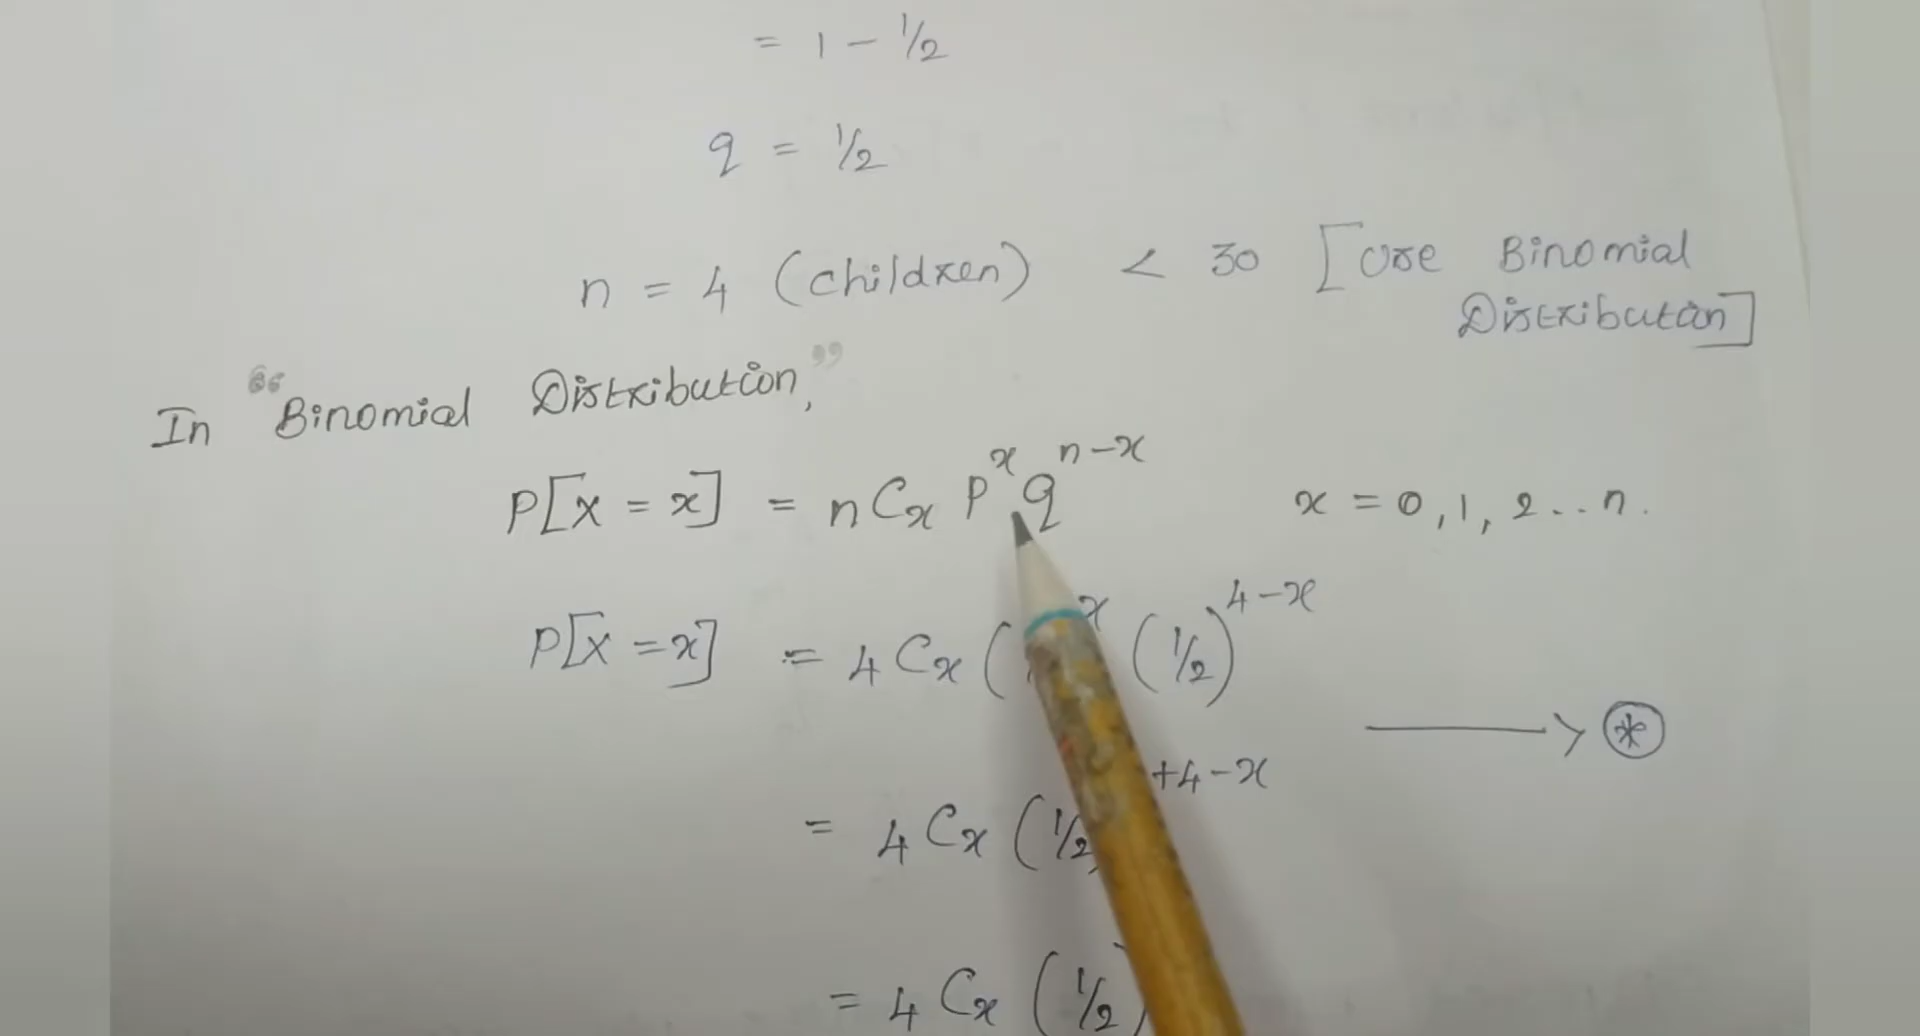 = 1 - 1/2
q = 1/2
n = 4 (children) < 30 [Use Binomial
Distribution]
In "Binomial Distribution,"
P[X = x] = nCx p^x q^n-x x = 0, 1, 2 .. n.
P[X = x] = 4Cx ( )^x (1/2)^4-x
→ *
= 4Cx (1/2) +4-x
= 4Cx (1/2)